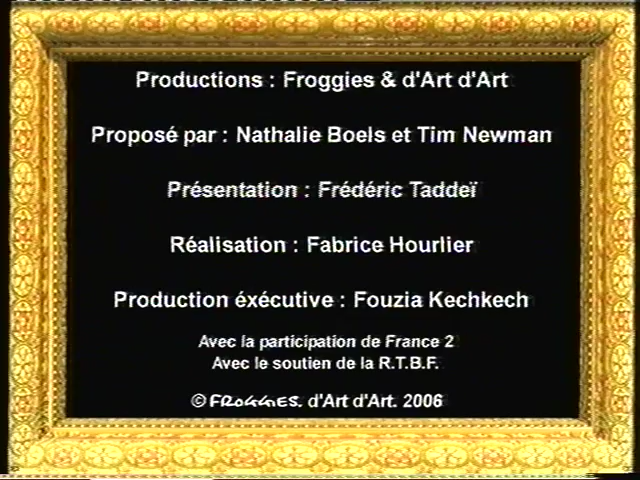 Productions : Froggies & d'Art d'Art
Proposé par : Nathalie Boels et Tim Newman
Présentation : Frédéric Taddeï
Réalisation : Fabrice Hourlier
Production éxécutive : Fouzia Kechkech
Avec la participation de France 2
Avec le soutien de la R.T.B.F.
© FROGGIES. d'Art d'Art. 2006